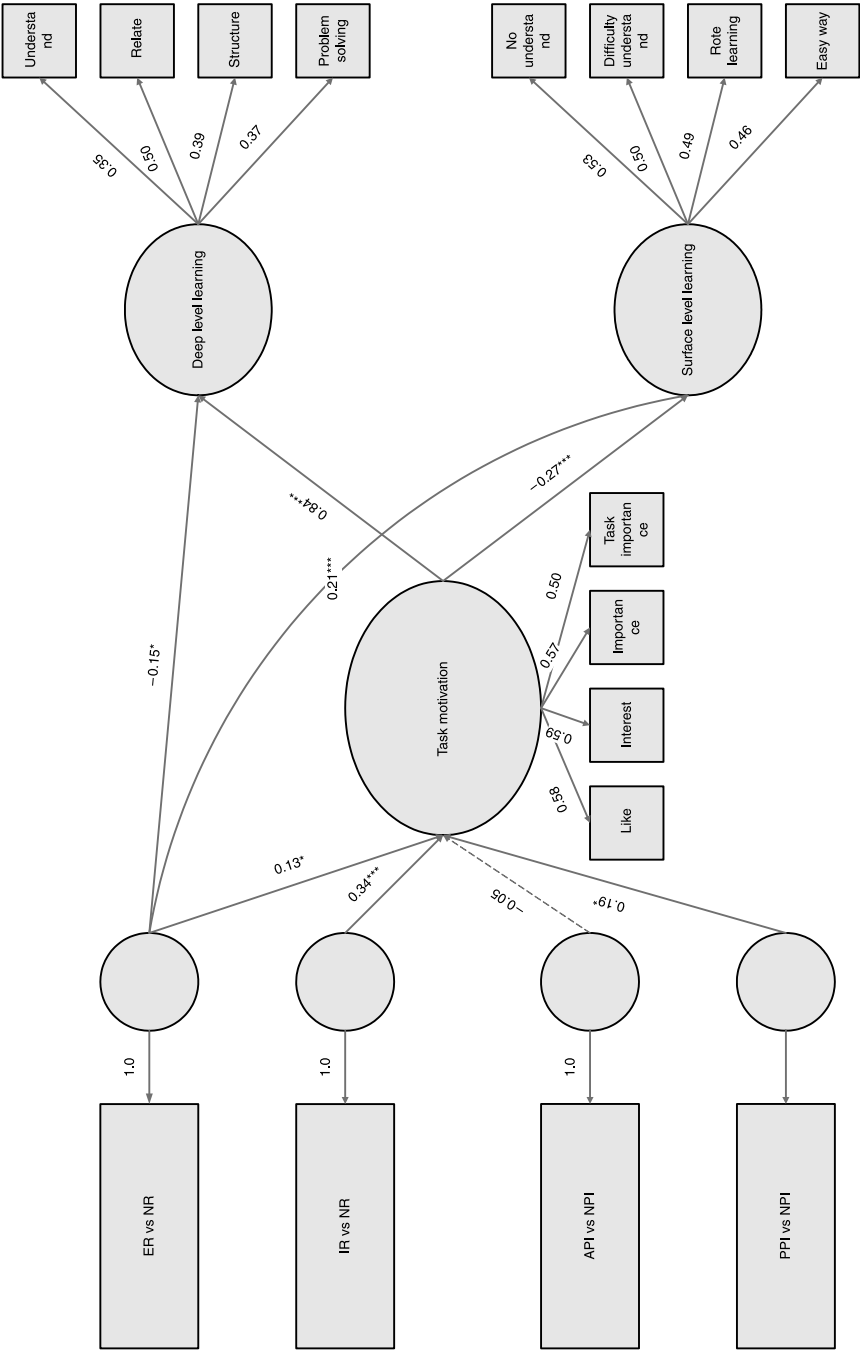 Understa
nd
Relate
Structure
Problem
solving
No
understa
nd
Difficulty
understa
nd
Rote
learning
Easy way
0.35
0.50
0.39
0.37
0.53
0.50
0.49
0.46
Deep level learning
Surface level learning
0.84***
−0.27***
0.21***
−0.15*
Task motivation
0.50
0.57
0.59
0.58
Task
importan
ce
Importan
ce
Interest
Like
0.13*
0.34***
−0.05
0.19*
1.0
1.0
1.0
ER vs NR
IR vs NR
API vs NPI
PPI vs NPI